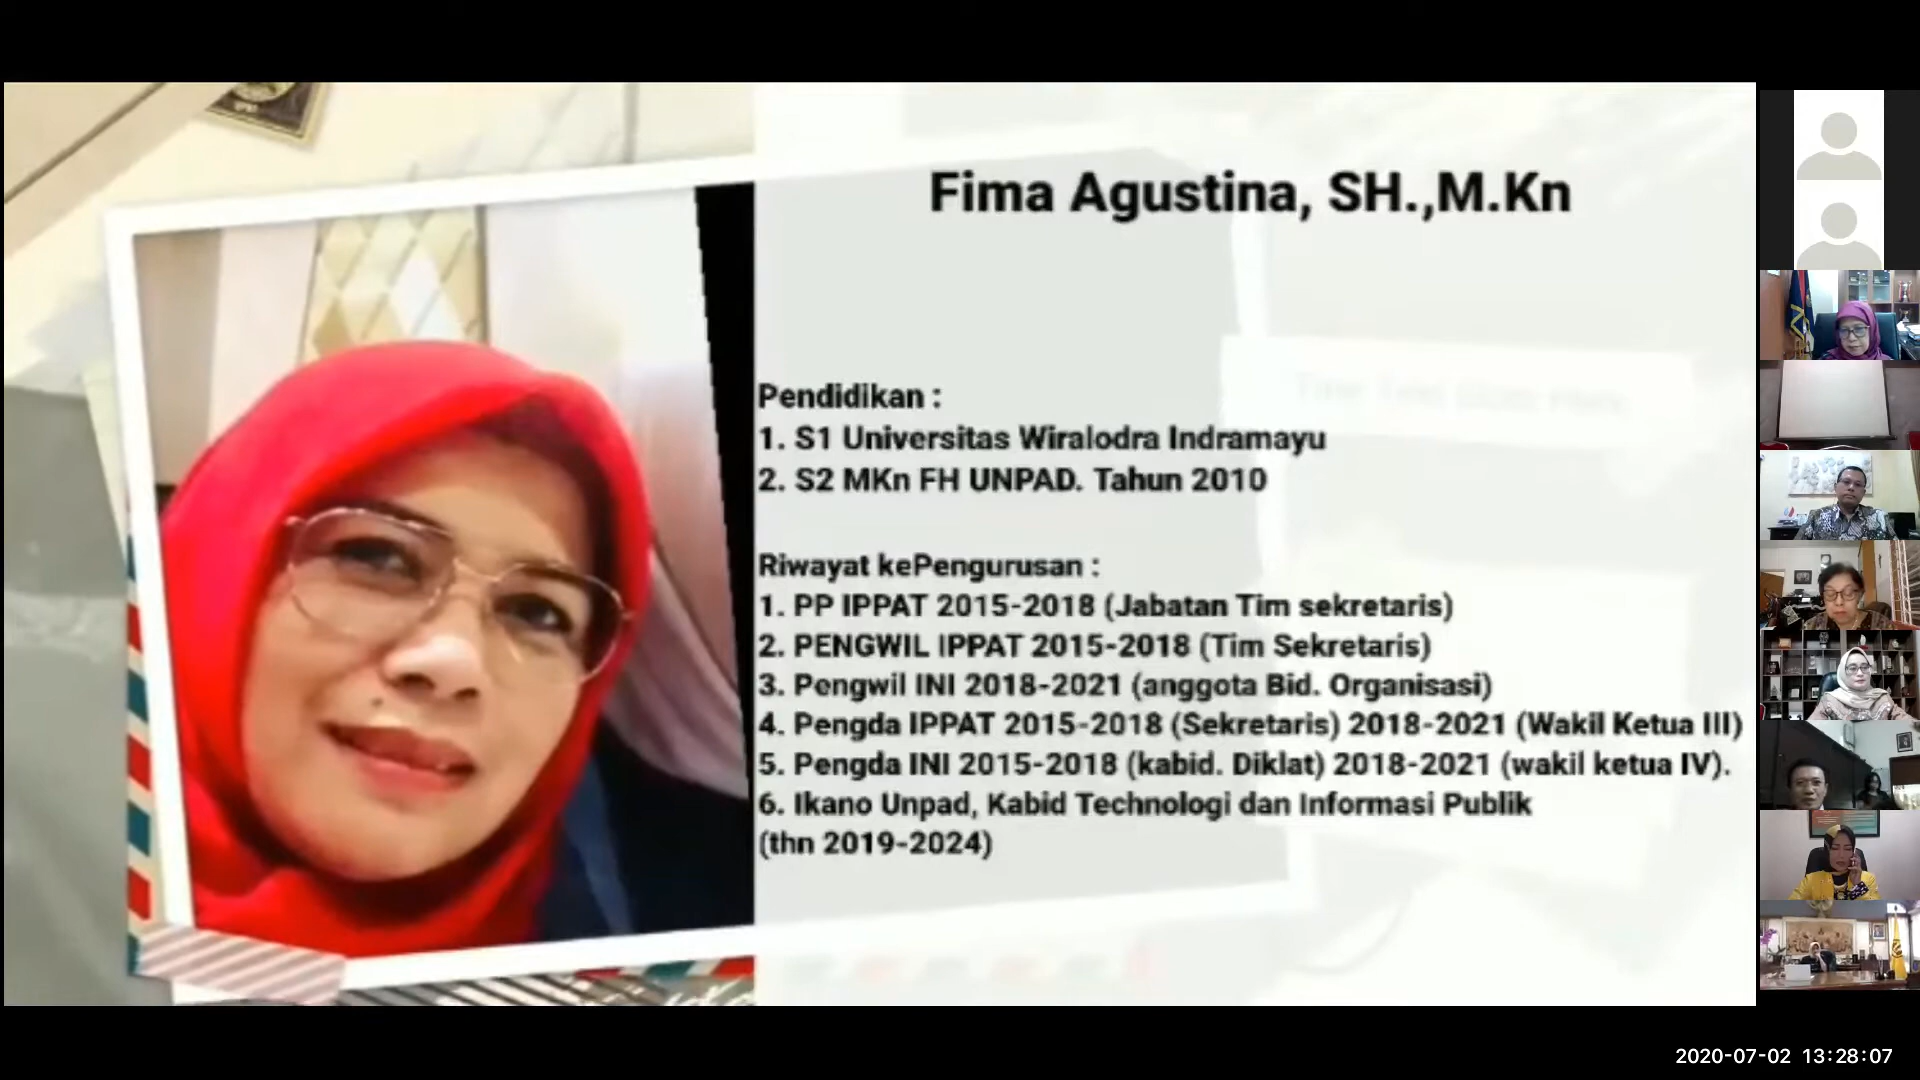 Fima Agustina, SH.,M.Kn
Pendidikan :
1. S1 Universitas Wiralodra Indramayu
2. S2 MKn FH UNPAD. Tahun 2010
Riwayat kePengurusan :
1. PP IPPAT 2015-2018 (Jabatan Tim sekretaris)
2. PENGWIL IPPAT 2015-2018 (Tim Sekretaris)
3. Pengwil INI 2018-2021 (anggota Bid. Organisasi)
4. Pengda IPPAT 2015-2018 (Sekretaris) 2018-2021 (Wakil Ketua III)
5. Pengda INI 2015-2018 (kabid. Diklat) 2018-2021 (wakil ketua IV).
6. Ikano Unpad, Kabid Technologi dan Informasi Publik
(thn 2019-2024)
2020-07-02 13:28:07